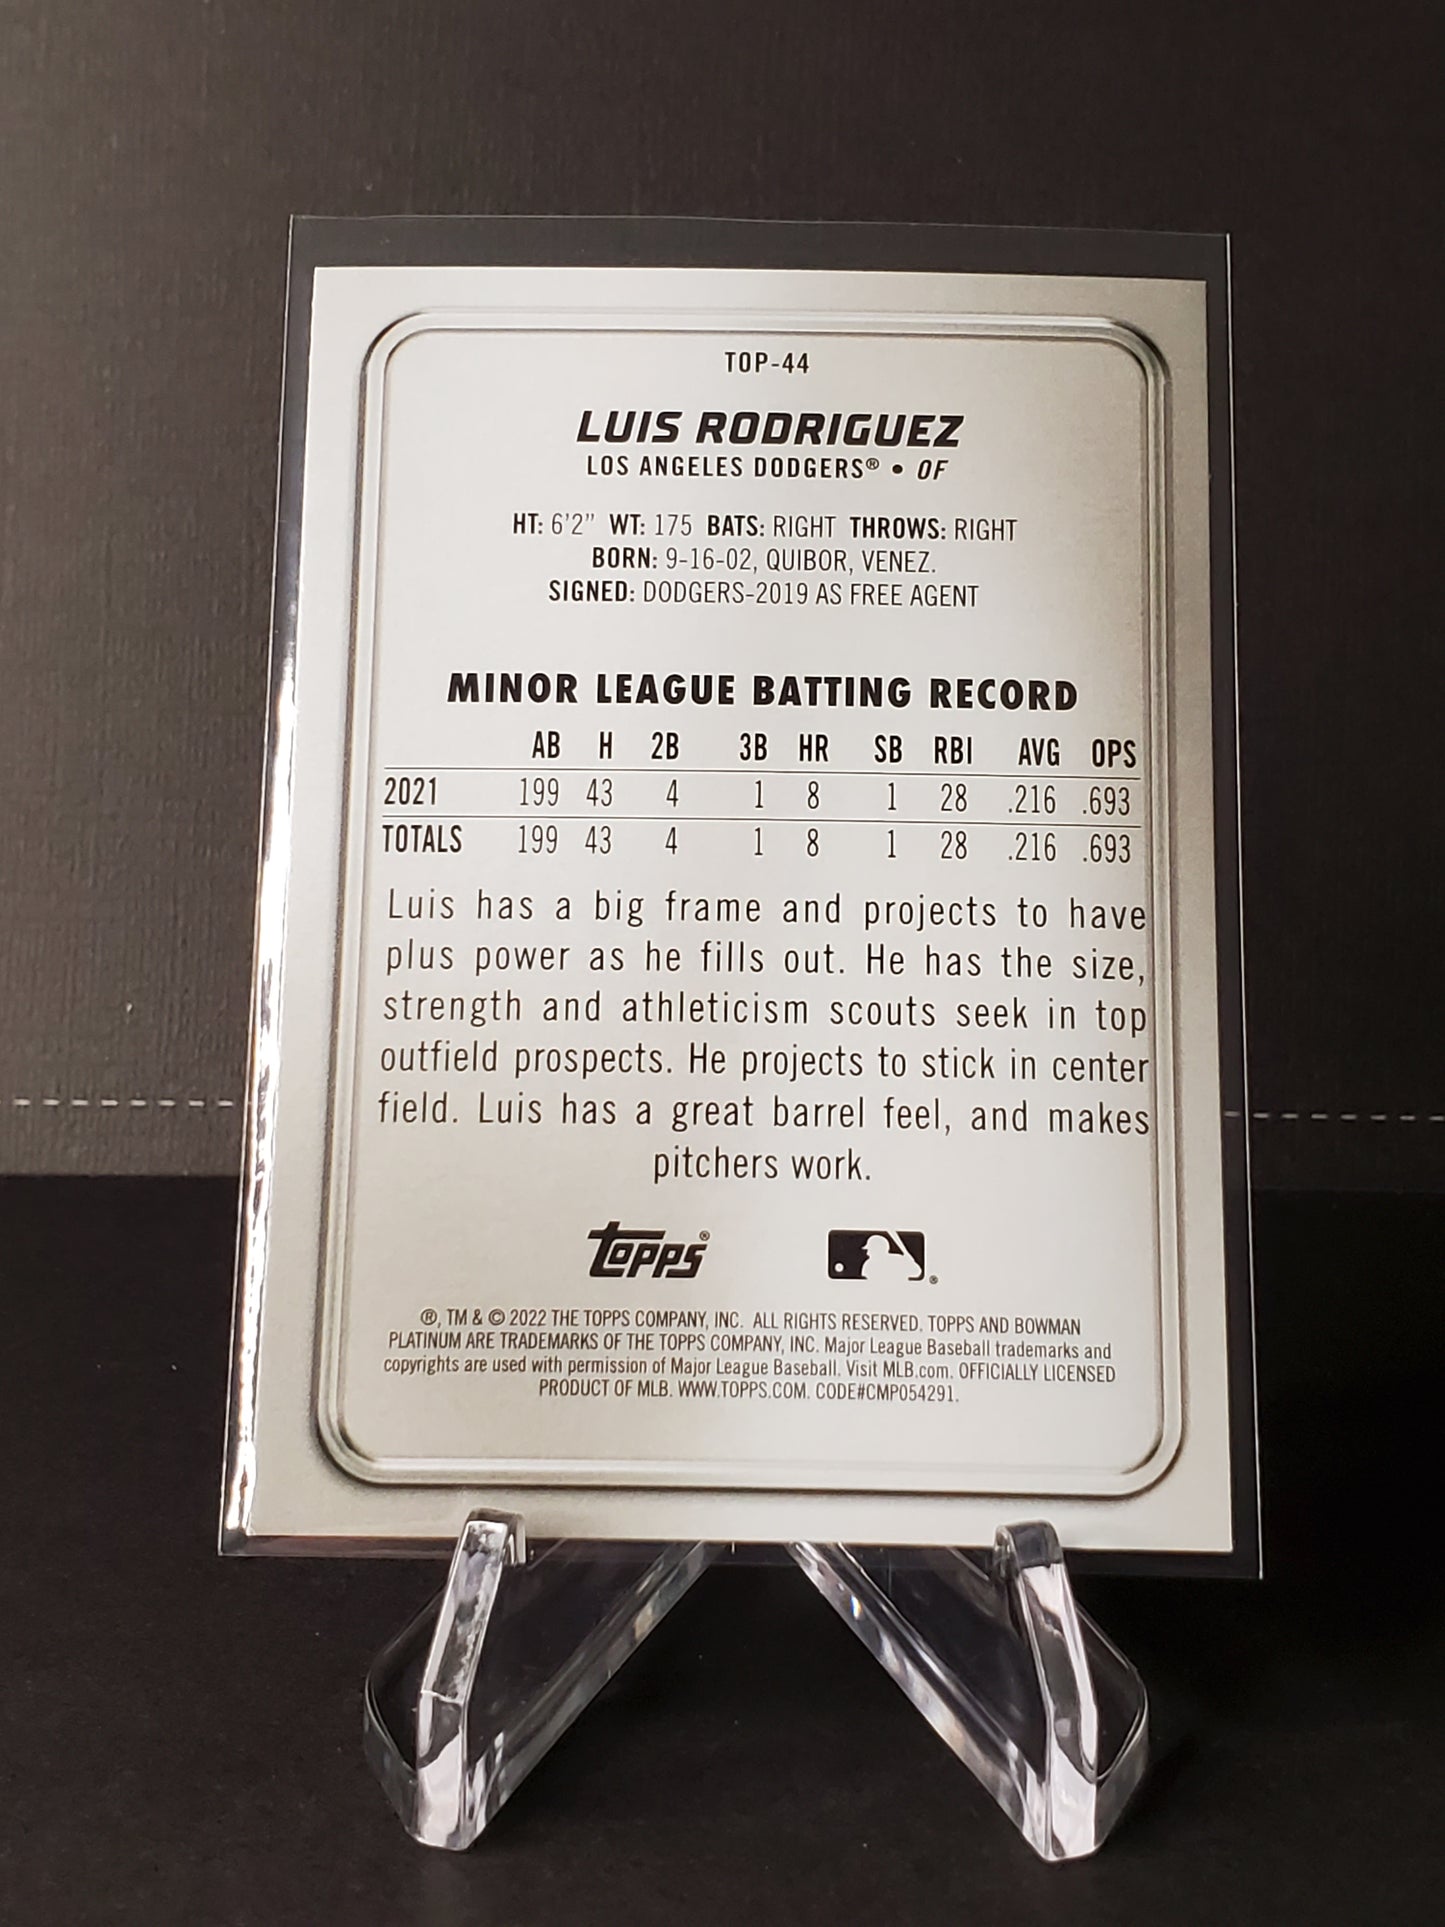 TOP-44
LUIS RODRIGUEZ
LOS ANGELES DODGERS® • OF
HT: 6'2" WT: 175 BATS: RIGHT THROWS: RIGHT
BORN: 9-16-02, QUIBOR, VENEZ.
SIGNED: DODGERS-2019 AS FREE AGENT
MINOR LEAGUE BATTING RECORD
AB H 2B 3B HR SB RBI AVG OPS
2021 199 43 4 1 8 1 28 .216 .693
TOTALS 199 43 4 1 8 1 28 .216 .693
Luis has a big frame and projects to have
plus power as he fills out. He has the size,
strength and athleticism scouts seek in top
outfield prospects. He projects to stick in center
field. Luis has a great barrel feel, and makes
pitchers work.
topps®
®
®, TM & © 2022 THE TOPPS COMPANY, INC. ALL RIGHTS RESERVED. TOPPS AND BOWMAN
PLATINUM ARE TRADEMARKS OF THE TOPPS COMPANY, INC. Major League Baseball trademarks and
copyrights are used with permission of Major League Baseball. Visit MLB.com. OFFICIALLY LICENSED
PRODUCT OF MLB. WWW.TOPPS.COM. CODE#CMP054291.